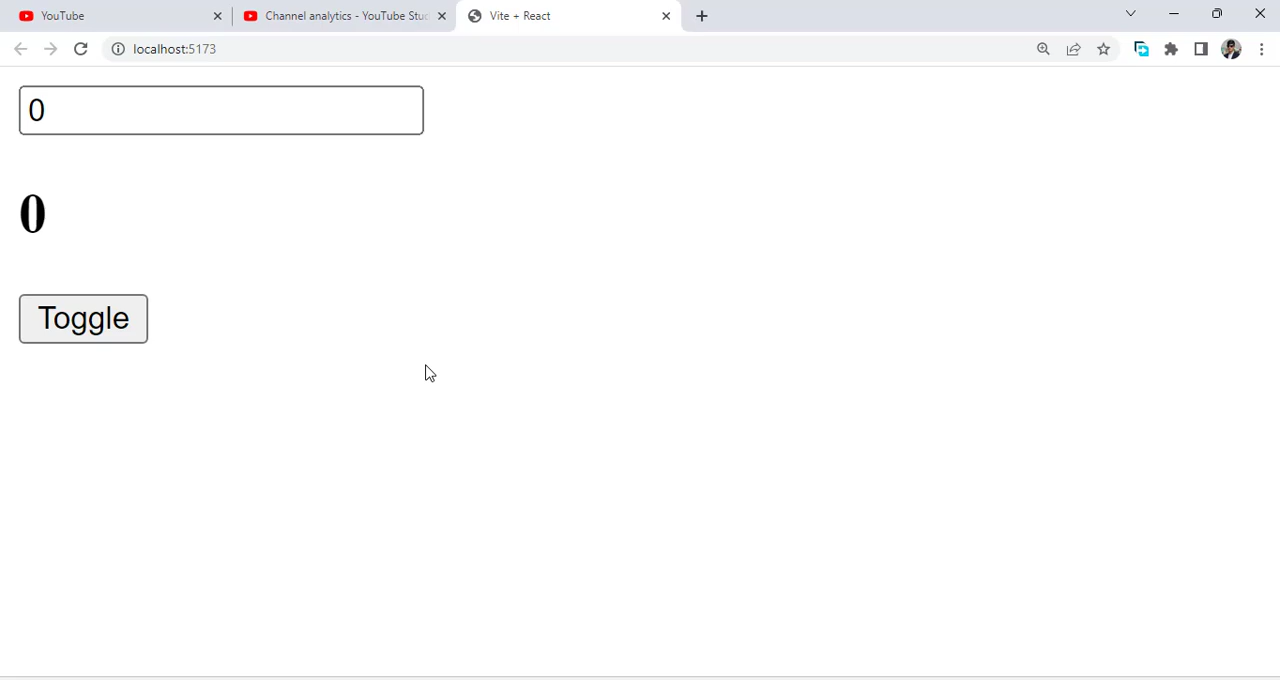 YouTube
Channel analytics - YouTube Stu
Vite + React
localhost:5173
0
0
Toggle